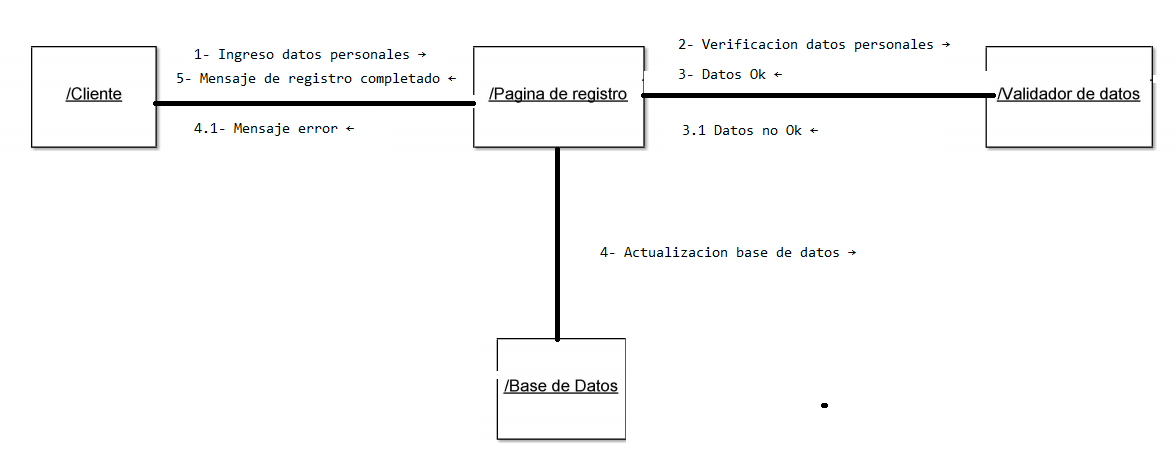 1- Ingreso datos personales →
5- Mensaje de registro completado ←
4.1- Mensaje error ←
2- Verificacion datos personales →
3- Datos Ok ←
3.1 Datos no Ok ←
/Cliente
/Pagina de registro
/Validador de datos
4- Actualizacion base de datos →
/Base de Datos